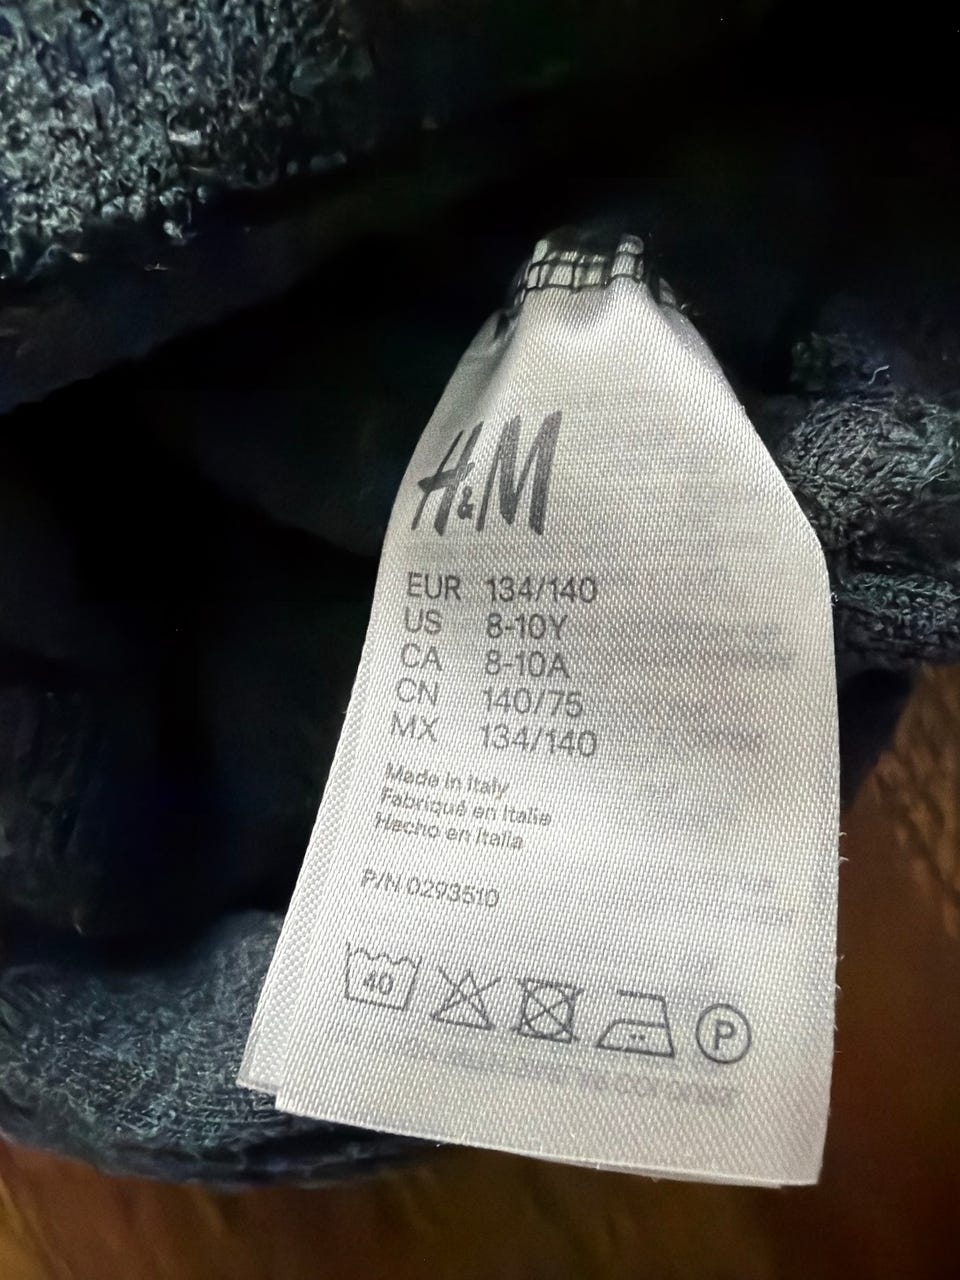 H&M
EUR 134/140
US 8-10Y
CA 8-10A
CN 140/75
MX 134/140
Made in Italy
Fabriqué en Italie
Hecho en Italia
P/N 0293510
40
P